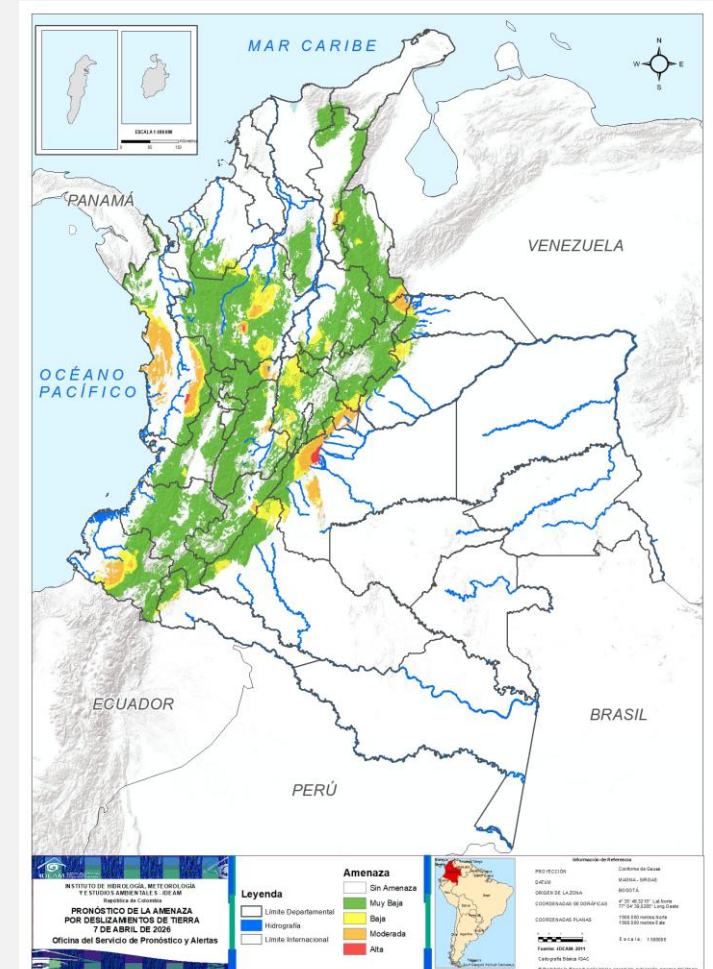 MAR CARIBE
N
W
E
S
PANAMÁ
VENEZUELA
OCÉANO
PACÍFICO
ECUADOR
BRASIL
PERÚ
IDEAM
INSTITUTO DE HIDROLOGÍA, METEOROLOGÍA
Y ESTUDIOS AMBIENTALES - IDEAM
República de Colombia
PRONÓSTICO DE LA AMENAZA
POR DESLIZAMIENTOS DE TIERRA
7 DE ABRIL DE 2026
Oficina del Servicio de Pronóstico y Alertas
Leyenda
Límite Departamental
Hidrografía
Límite Internacional
Amenaza
Sin Amenaza
Muy Baja
Baja
Moderada
Alta
Información de Referencia
PROYECCIÓN Conforme de Gauss
DATUM MAGNA - SIRGAS
ORIGEN DE LA ZONA BOGOTÁ
COORDENADAS GEOGRÁFICAS
COORDENADAS PLANAS
Escala:
Fuente: IDEAM 2011
Cartografía Básica IGAC